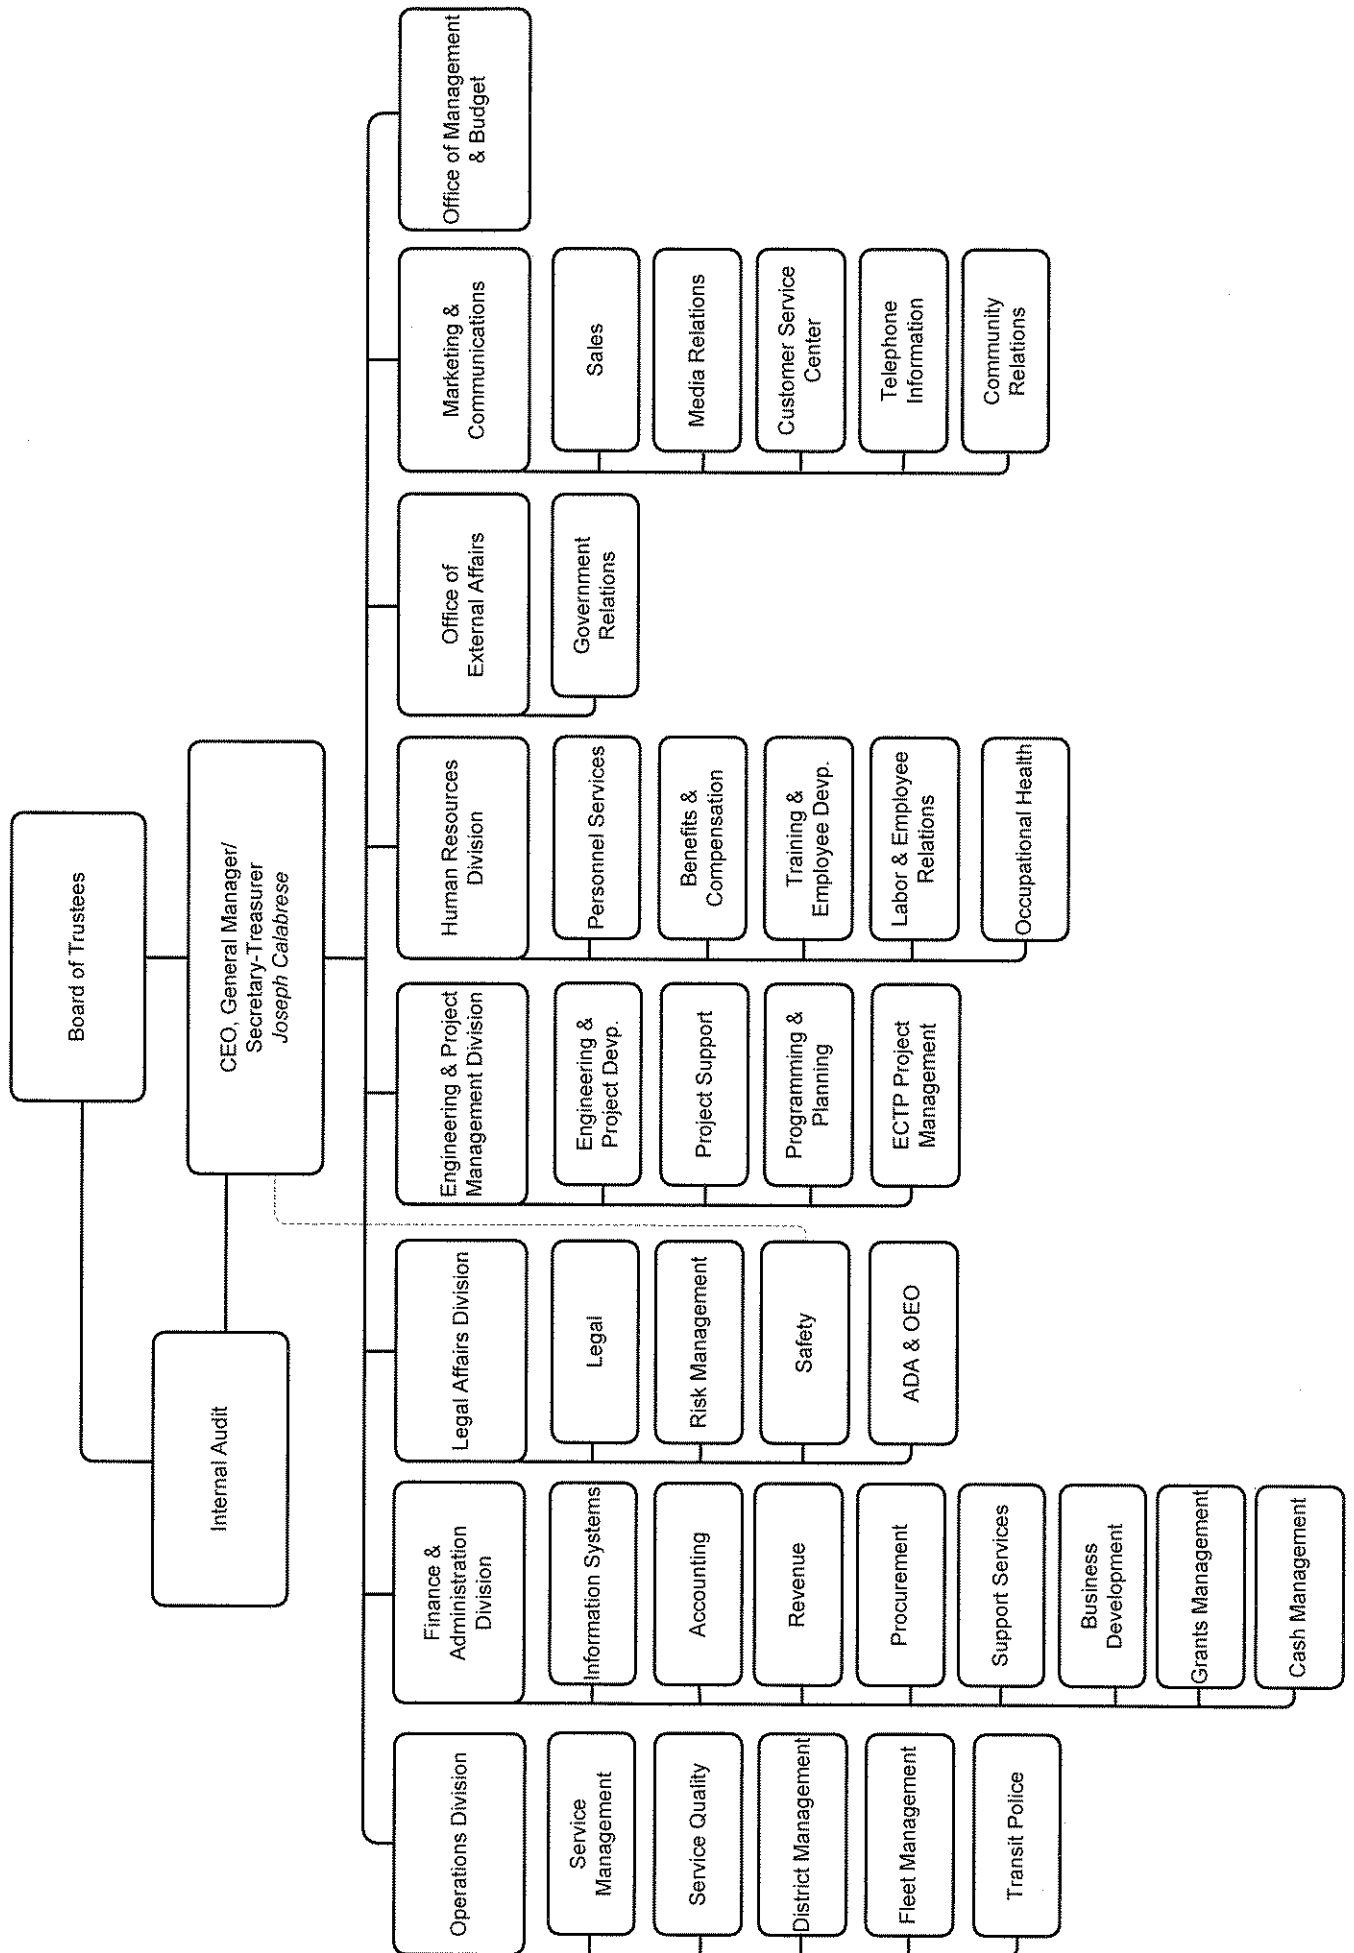 Board of Trustees
Internal Audit
CEO, General Manager/
Secretary-Treasurer
Joseph Calabrese
Operations Division
Service
Management
Service Quality
District Management
Fleet Management
Transit Police
Finance &
Administration
Division
Information Systems
Accounting
Revenue
Procurement
Support Services
Business
Development
Grants Management
Cash Management
Legal Affairs Division
Legal
Risk Management
Safety
ADA & OEO
Engineering & Project
Management Division
Engineering &
Project Devp.
Project Support
Programming &
Planning
ECTP Project
Management
Human Resources
Division
Personnel Services
Benefits &
Compensation
Training &
Employee Devp.
Labor & Employee
Relations
Occupational Health
Office of
External Affairs
Government
Relations
Marketing &
Communications
Sales
Media Relations
Customer Service
Center
Telephone
Information
Community
Relations
Office of Management
& Budget